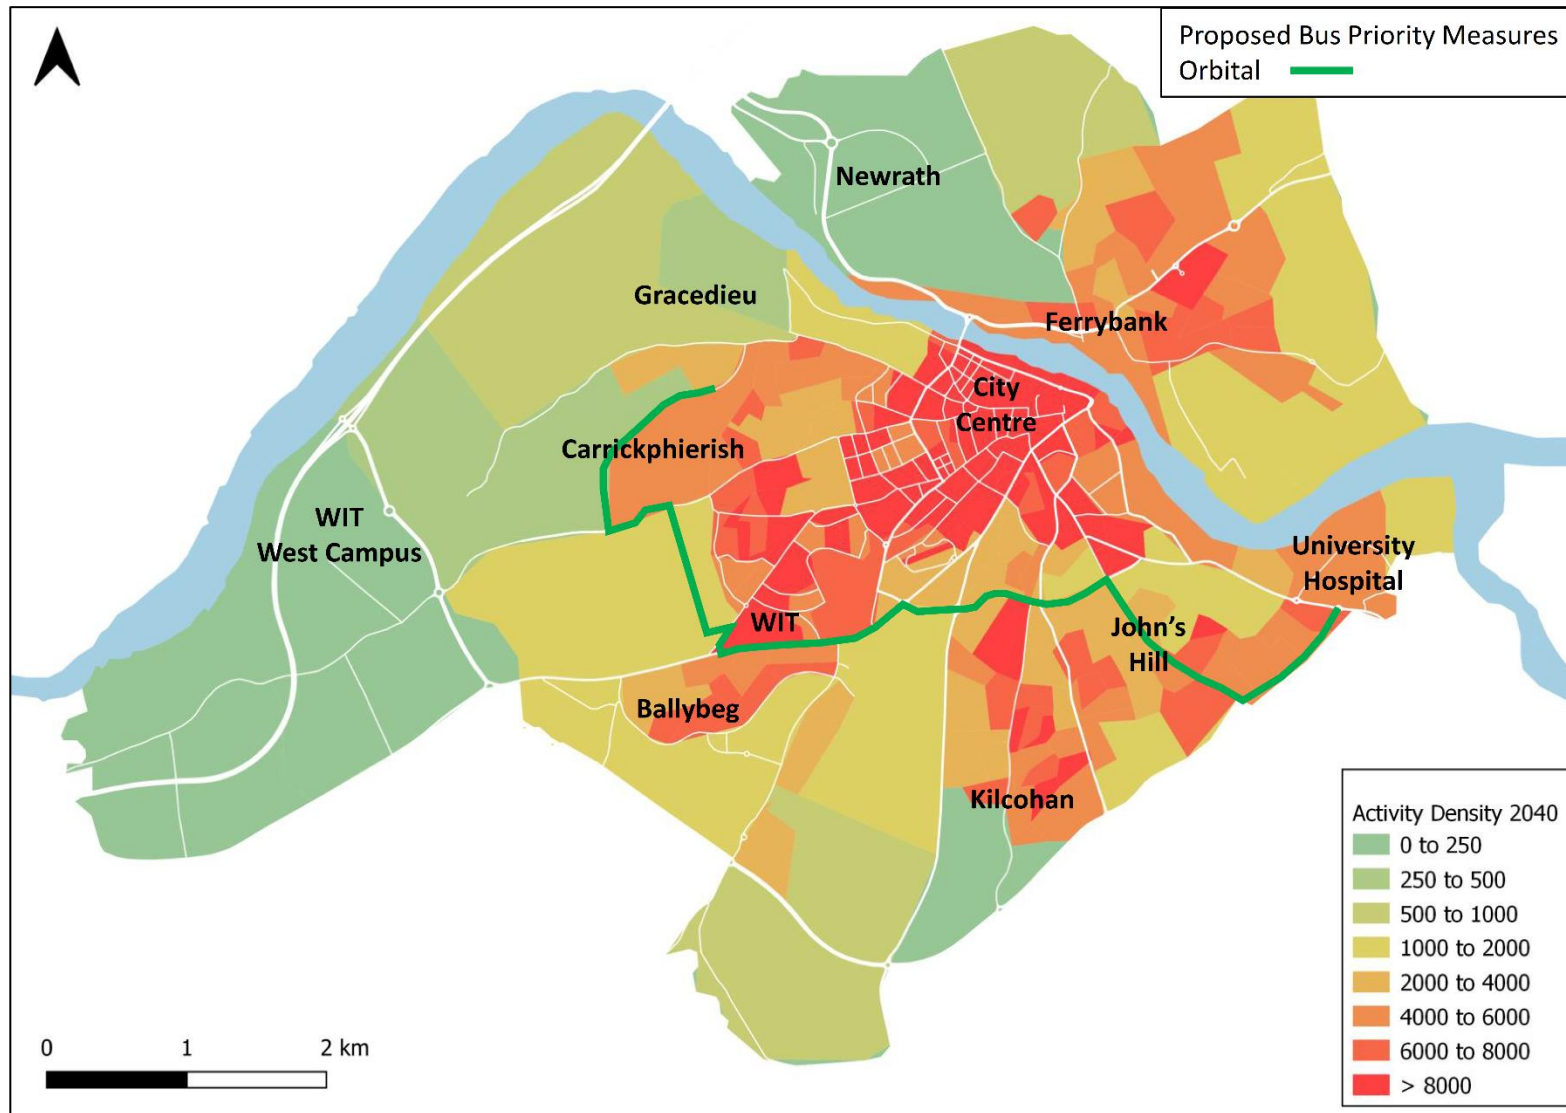 Proposed Bus Priority Measures
Orbital
Newrath
Gracedieu
Ferrybank
City
Centre
Carrickphierish
WIT
West Campus
University
Hospital
WIT
John's
Hill
Ballybeg
Kilcohan
Activity Density 2040
0 to 250
250 to 500
500 to 1000
1000 to 2000
2000 to 4000
4000 to 6000
6000 to 8000
> 8000
0 1 2 km